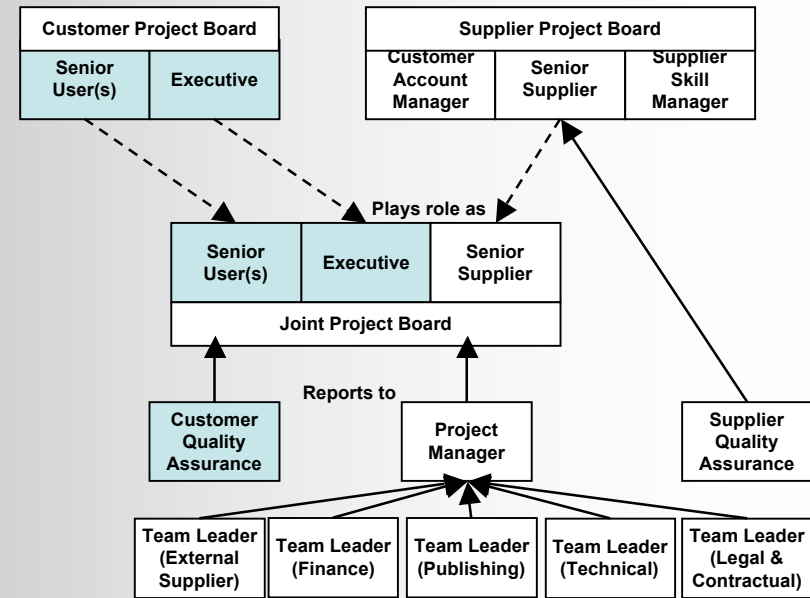 Customer Project Board
Senior
User(s)
Executive
Supplier Project Board
Customer
Account
Manager
Senior
Supplier
Supplier
Skill
Manager
Plays role as
Senior
User(s)
Executive
Senior
Supplier
Joint Project Board
Reports to
Customer
Quality
Assurance
Project
Manager
Supplier
Quality
Assurance
Team Leader
(External
Supplier)
Team Leader
(Finance)
Team Leader
(Publishing)
Team Leader
(Technical)
Team Leader
(Legal &
Contractual)